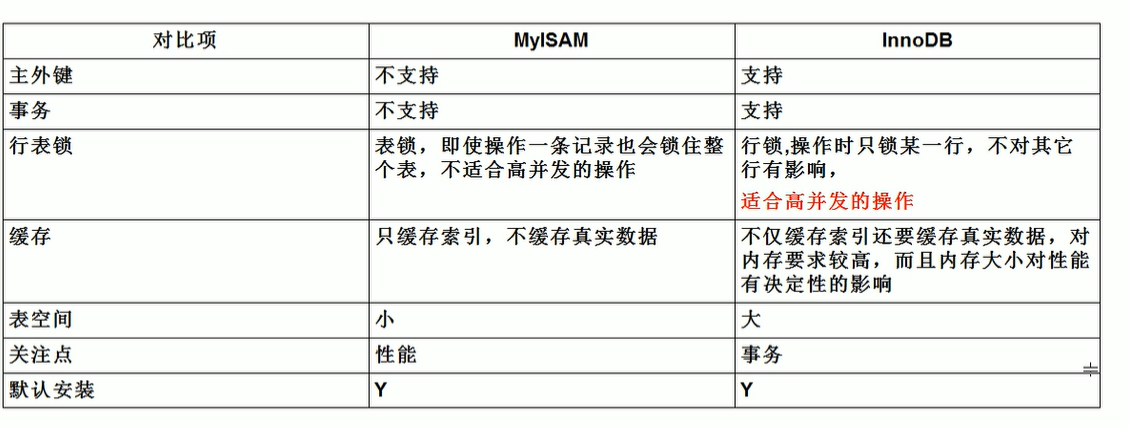 对比项 MyISAM InnoDB
主外键 不支持 支持
事务 不支持 支持
行表锁 表锁，即使操作一条记录也会锁住整 行锁,操作时只锁某一行，不对其它
个表，不适合高并发的操作 行有影响，
适合高并发的操作
缓存 只缓存索引，不缓存真实数据 不仅缓存索引还要缓存真实数据，对
内存要求较高，而且内存大小对性能
有决定性的影响
表空间 小 大
关注点 性能 事务
默认安装 Y Y